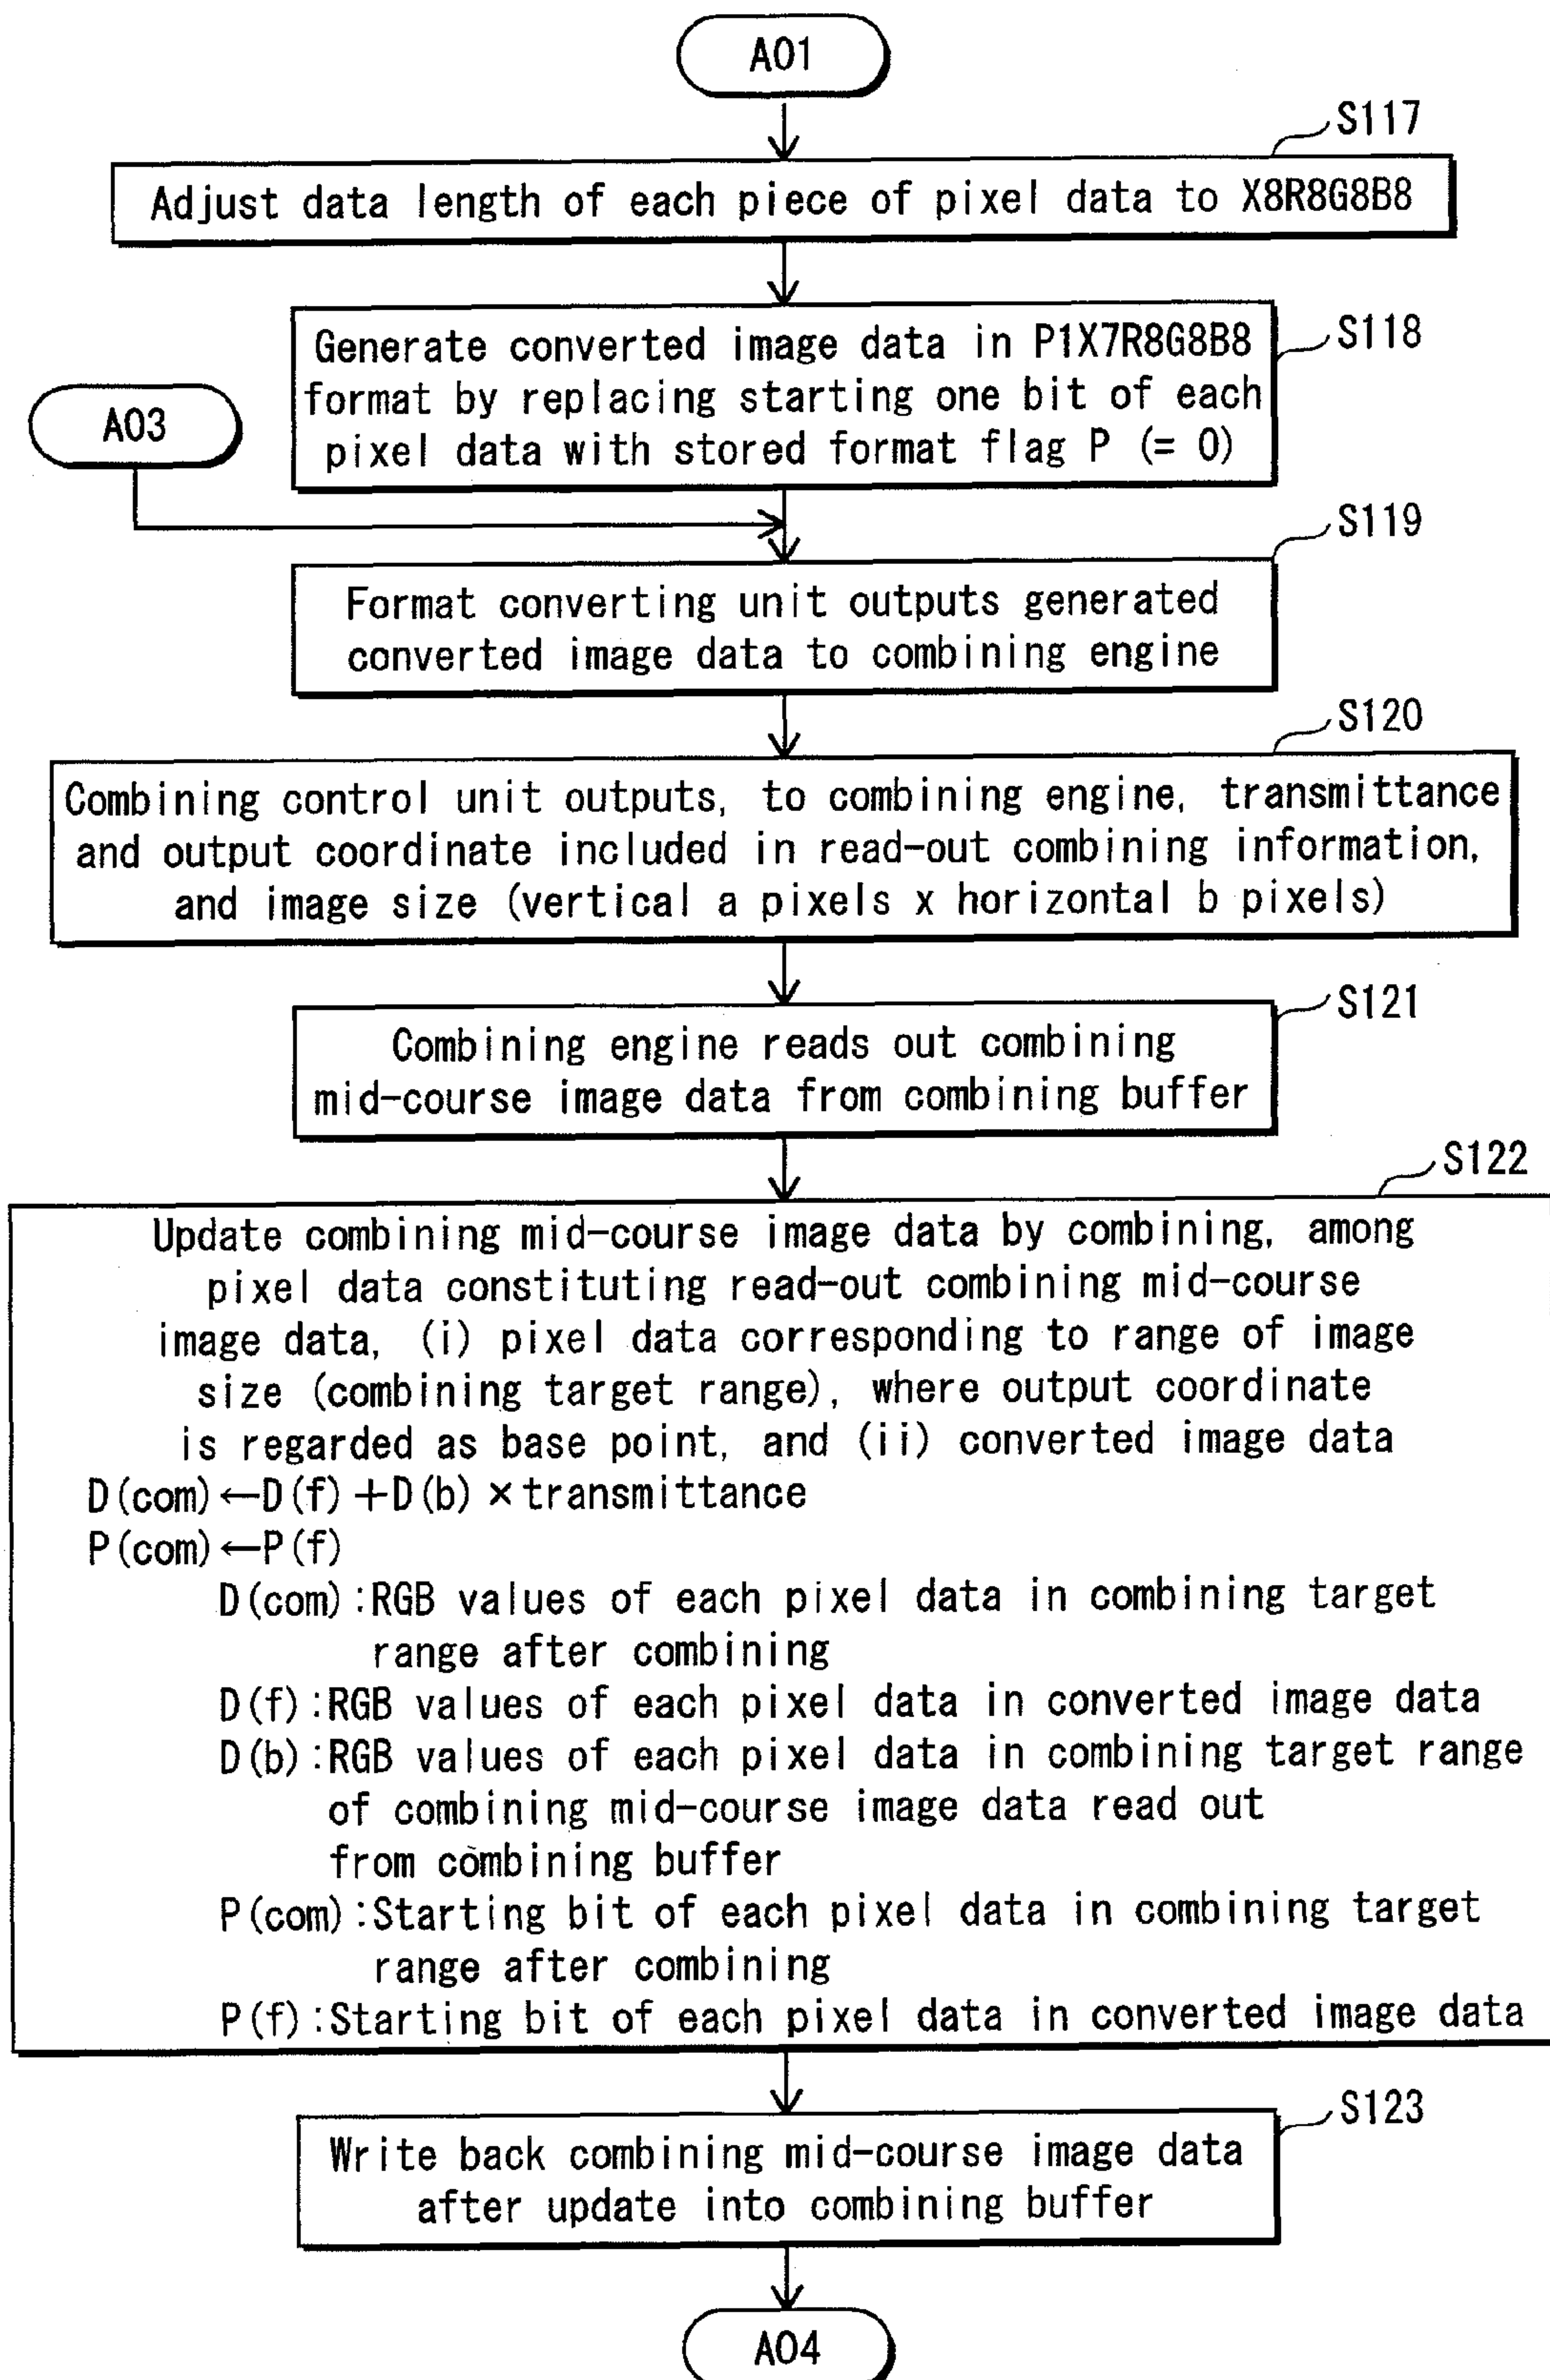 A01
S117
Adjust data length of each piece of pixel data to X8R8G8B8
S118
Generate converted image data in P1X7R8G8B8
format by replacing starting one bit of each
pixel data with stored format flag P (= 0)
A03
S119
Format converting unit outputs generated
converted image data to combining engine
S120
Combining control unit outputs, to combining engine, transmittance
and output coordinate included in read-out combining information,
and image size (vertical a pixels x horizontal b pixels)
S121
Combining engine reads out combining
mid-course image data from combining buffer
S122
Update combining mid-course image data by combining, among
pixel data constituting read-out combining mid-course
image data, (i) pixel data corresponding to range of image
size (combining target range), where output coordinate
is regarded as base point, and (ii) converted image data
D(com)←D(f)+D(b)×transmittance
P(com)←P(f)
D(com):RGB values of each pixel data in combining target
range after combining
D(f):RGB values of each pixel data in converted image data
D(b):RGB values of each pixel data in combining target range
of combining mid-course image data read out
from combining buffer
P(com):Starting bit of each pixel data in combining target
range after combining
P(f):Starting bit of each pixel data in converted image data
S123
Write back combining mid-course image data
after update into combining buffer
A04